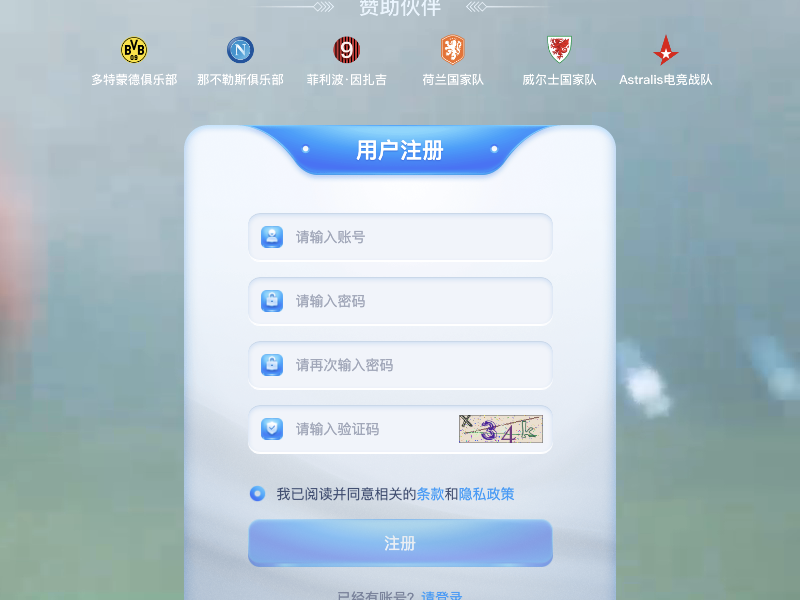 赞助伙伴
BVB 09
N
9
多特蒙德俱乐部
那不勒斯俱乐部
菲利波·因扎吉
荷兰国家队
威尔士国家队
Astralis电竞战队
用户注册
请输入账号
请输入密码
请再次输入密码
请输入验证码
X34k
我已阅读并同意相关的条款和隐私政策
注册
已经有账号？请登录